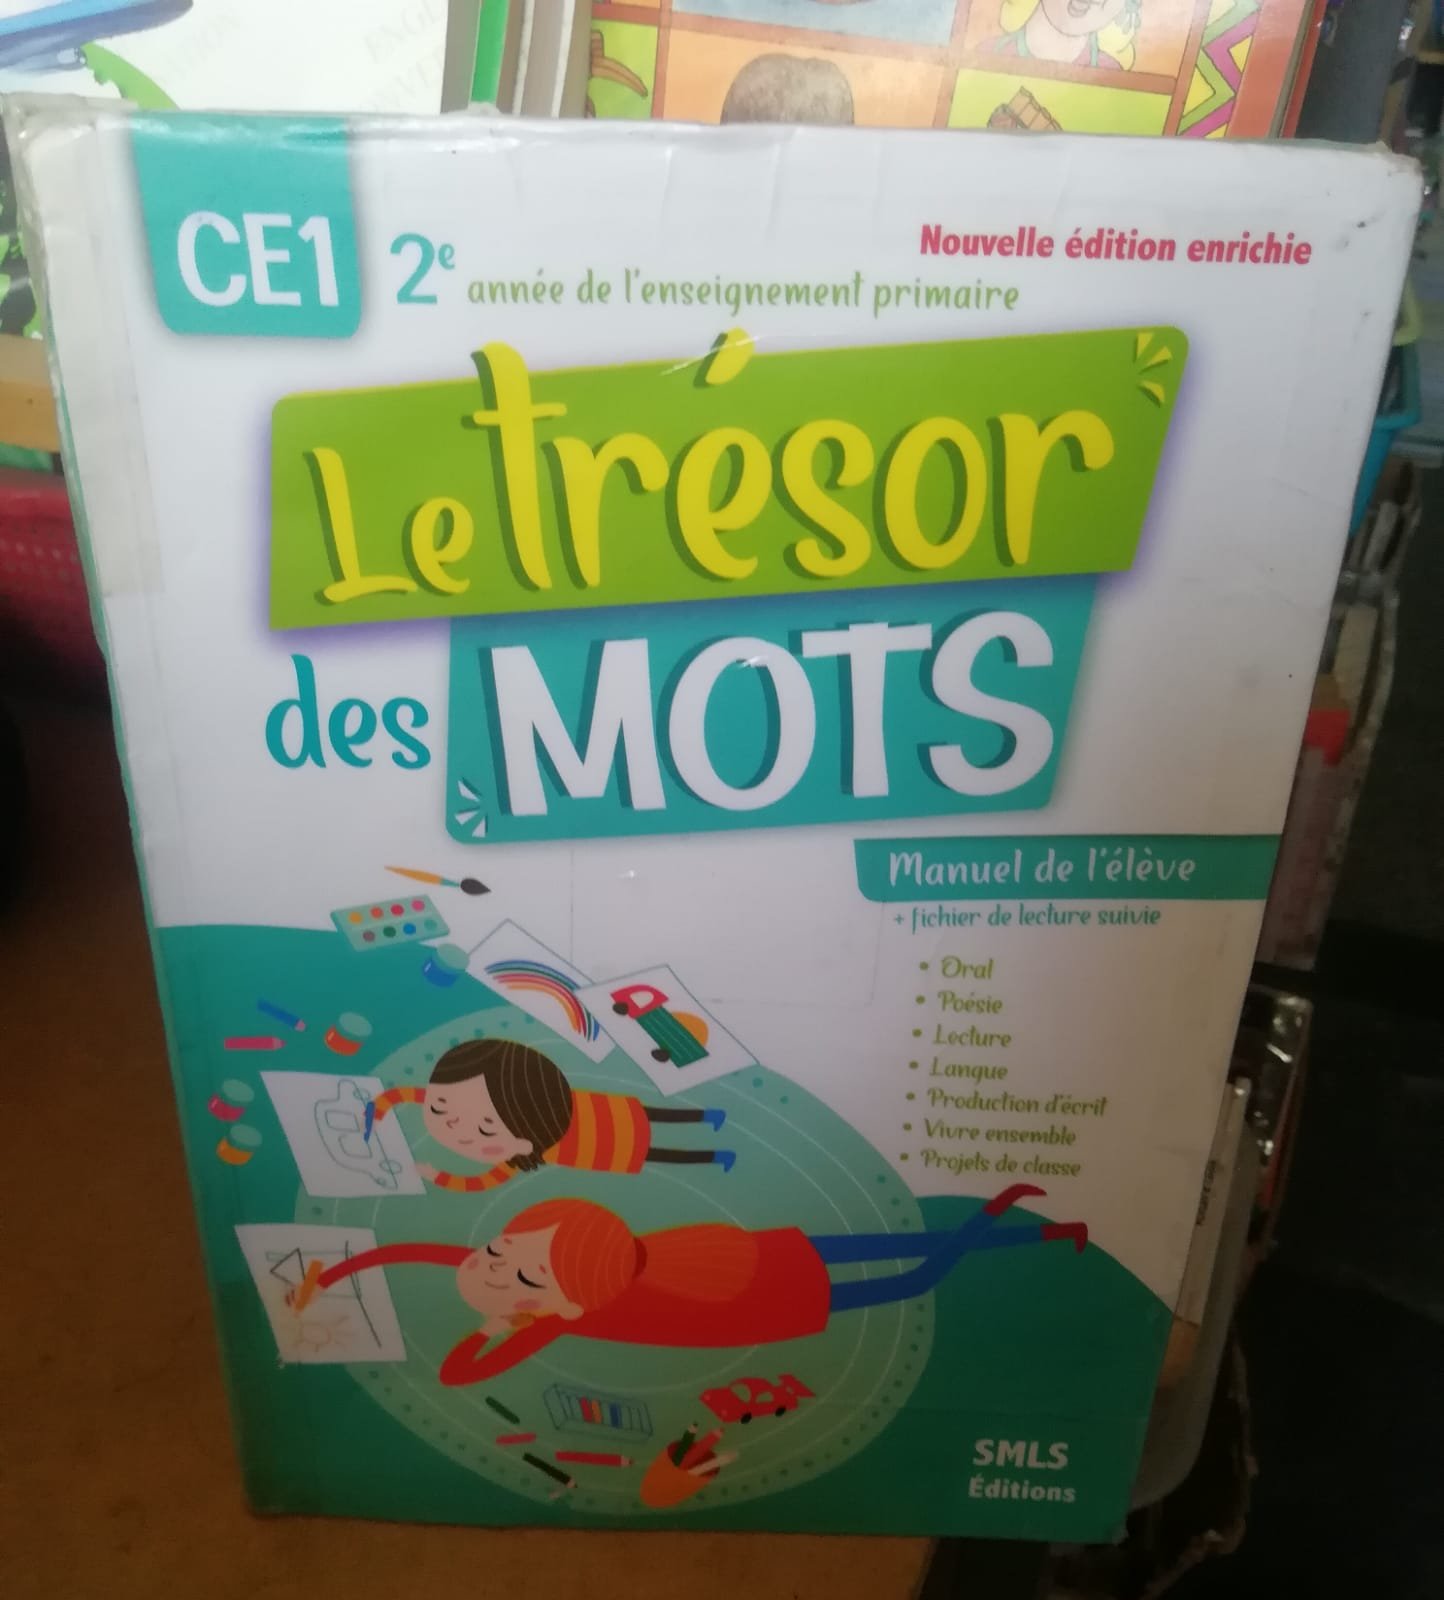 CE1
2e année de l'enseignement primaire
Nouvelle édition enrichie
Le trésor
des MOTS
Manuel de l'élève
+ fichier de lecture suivie
• Oral
• Poésie
• Lecture
• Langue
• Production d'écrit
• Vivre ensemble
• Projets de classe
SMLS
Éditions